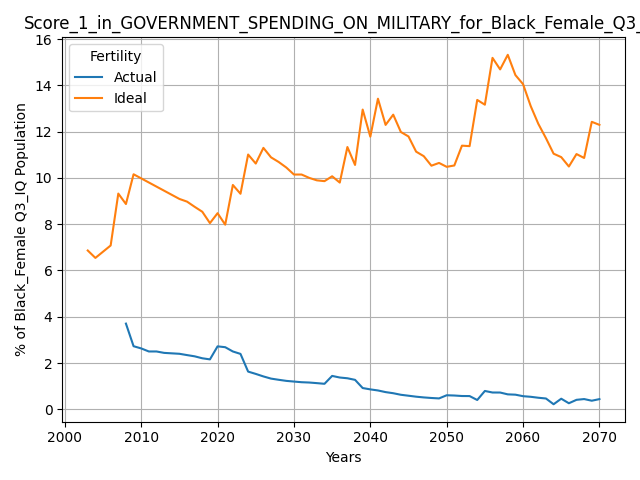 Score_1_in_GOVERNMENT_SPENDING_ON_MILITARY_for_Black_Female_Q3_
Fertility
Actual
Ideal
% of Black_Female Q3_IQ Population
16
14
12
10
8
6
4
2
0
2000 2010 2020 2030 2040 2050 2060 2070
Years